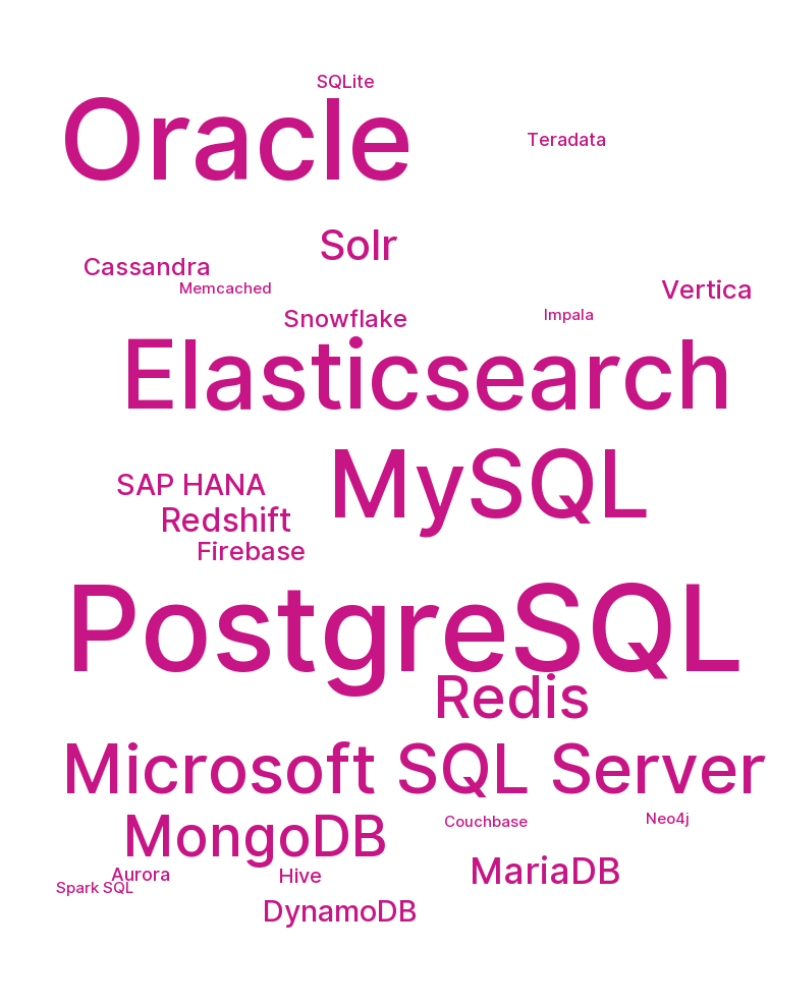 SQLite
Oracle
Teradata
Solr
Cassandra
Memcached
Vertica
Snowflake
Impala
Elasticsearch
MySQL
SAP HANA
Redshift
Firebase
PostgreSQL
Redis
Microsoft SQL Server
MongoDB
Couchbase
Neo4j
Aurora
Hive
MariaDB
Spark SQL
DynamoDB